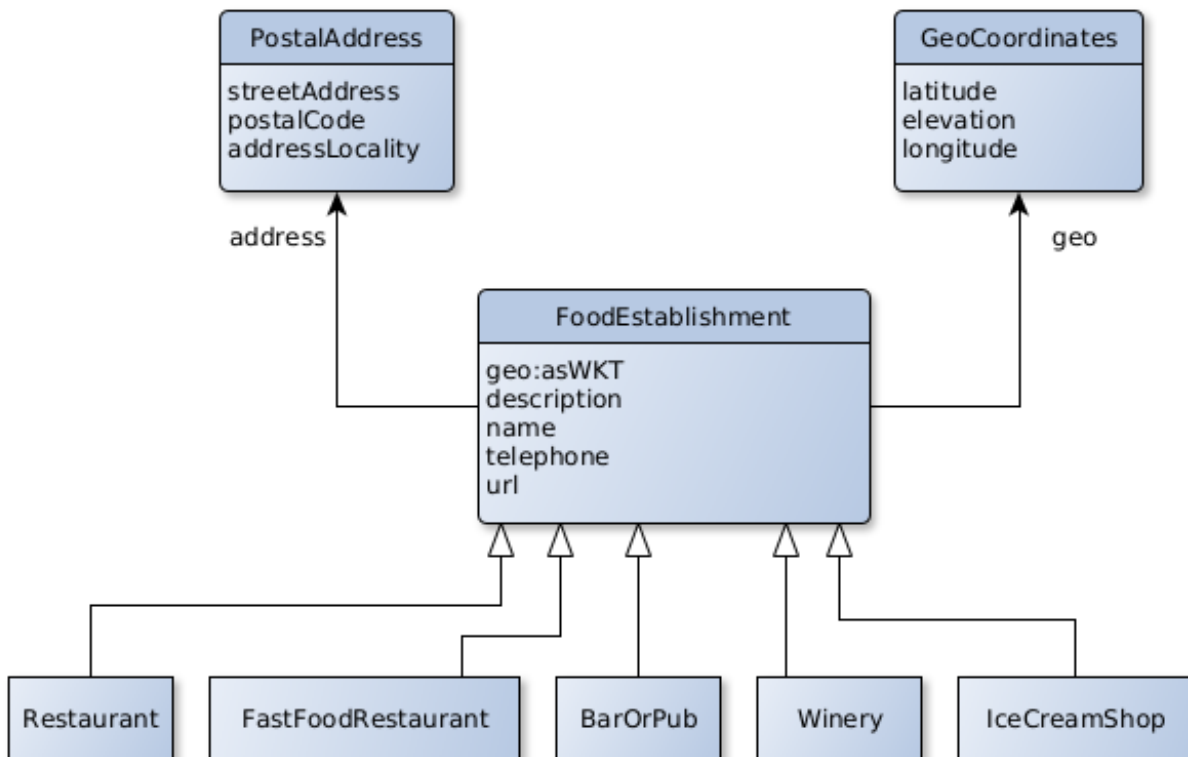 PostalAddress
streetAddress
postalCode
addressLocality
GeoCoordinates
latitude
elevation
longitude
address
geo
FoodEstablishment
geo:asWKT
description
name
telephone
url
Restaurant
FastFoodRestaurant
BarOrPub
Winery
IceCreamShop